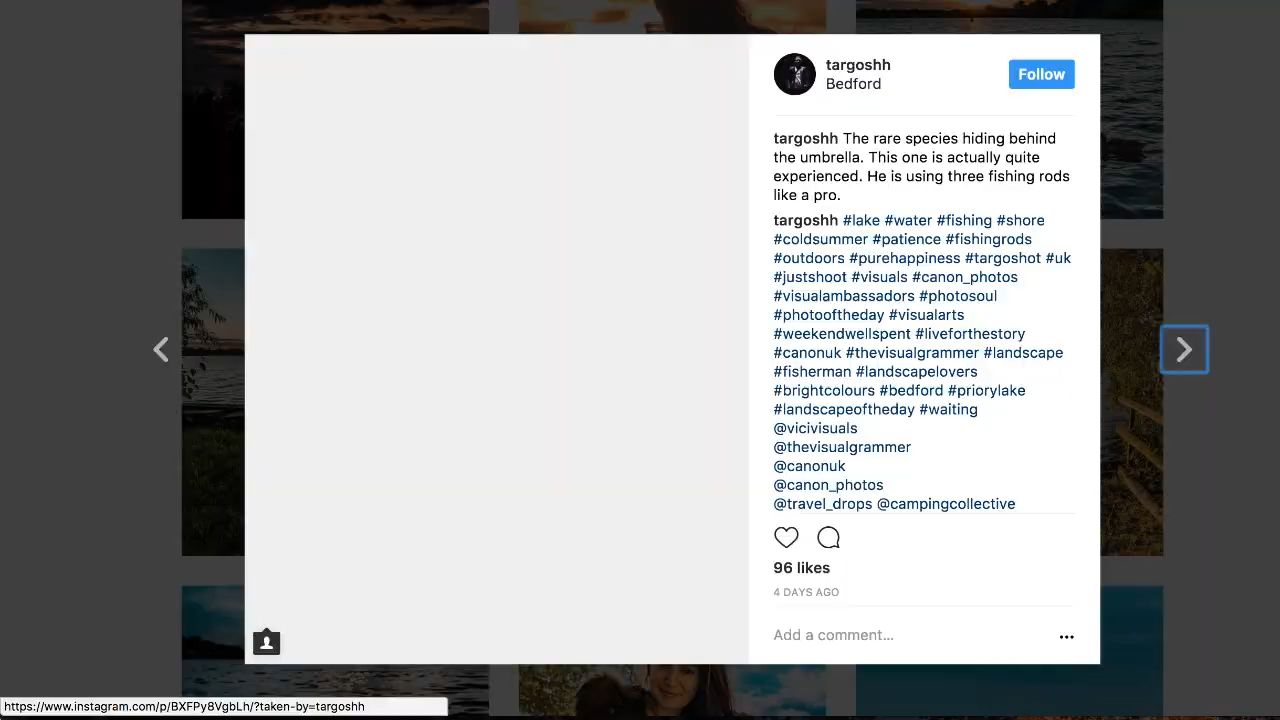 targoshh
Bedford
Follow
targoshh The rare species hiding behind
the umbrella. This one is actually quite
experienced. He is using three fishing rods
like a pro.
targoshh #lake #water #fishing #shore
#coldsummer #patience #fishingrods
#outdoors #purehappiness #targoshot #uk
#justshoot #visuals #canon_photos
#visualambassadors #photosoul
#photooftheday #visualarts
#weekendwellspent #liveforthestory
#canonuk #thevisualgrammer #landscape
#fisherman #landscapelovers
#brightcolours #bedford #priorylake
#landscapeoftheday #waiting
@vicivisuals
@thevisualgrammer
@canonuk
@canon_photos
@travel_drops @campingcollective
96 likes
4 DAYS AGO
Add a comment...
https://www.instagram.com/p/BXFPy8VgbLh/?taken-by=targoshh